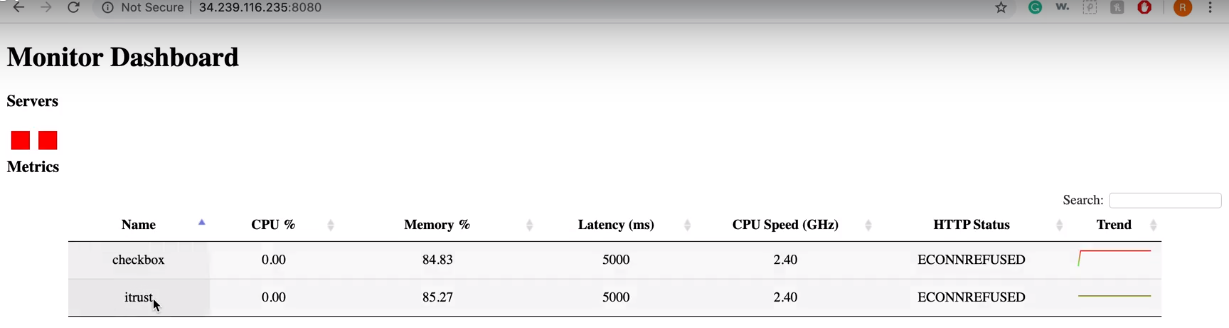 Not Secure 34.239.116.235:8080
Monitor Dashboard
Servers
Metrics
Search:
Name CPU % Memory % Latency (ms) CPU Speed (GHz) HTTP Status Trend
checkbox 0.00 84.83 5000 2.40 ECONNREFUSED
itrust 0.00 85.27 5000 2.40 ECONNREFUSED